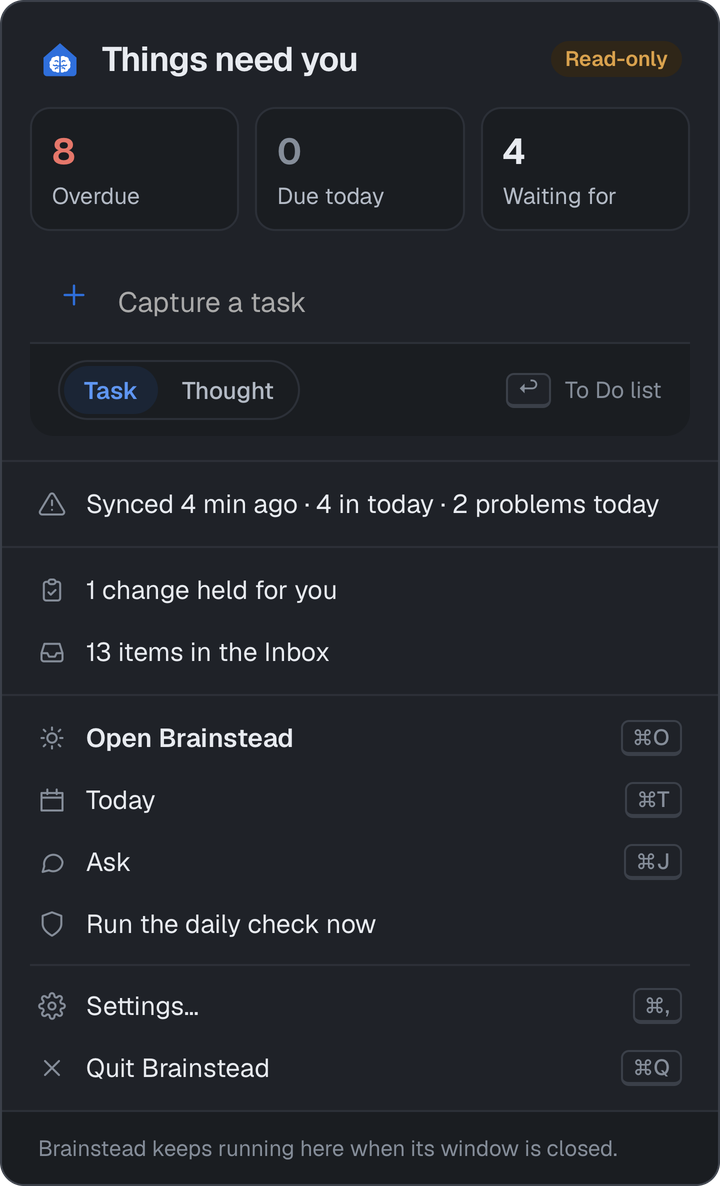 Things need you
Read-only
8
Overdue
0
Due today
4
Waiting for
Capture a task
Task
Thought
To Do list
Synced 4 min ago · 4 in today · 2 problems today
1 change held for you
13 items in the Inbox
Open Brainstead
⌘O
Today
⌘T
Ask
⌘J
Run the daily check now
Settings…
⌘,
Quit Brainstead
⌘Q
Brainstead keeps running here when its window is closed.